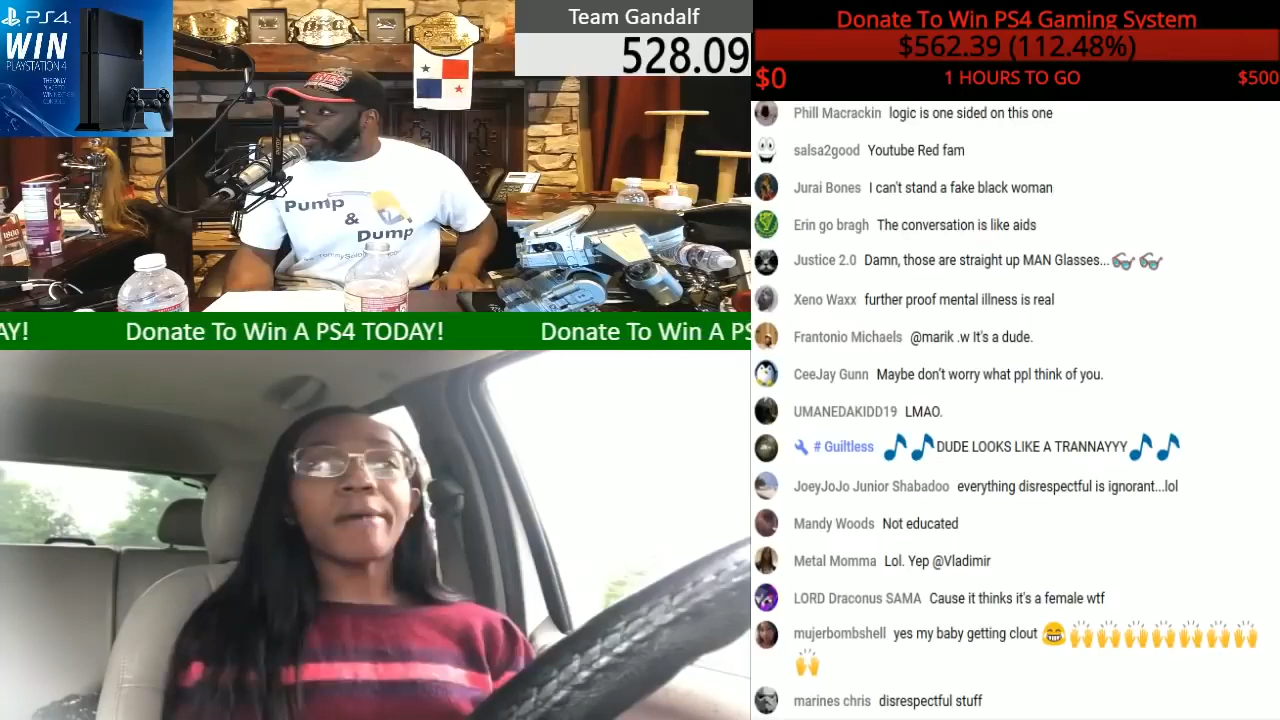 PS4
WIN
PLAYSTATION 4
THE ONLY
Team Gandalf
528.09
Pump
&
Dump
AY!
Donate To Win A PS4 TODAY!
Donate To Win A PS
Donate To Win PS4 Gaming System
$562.39 (112.48%)
$0
1 HOURS TO GO
$500
Phill Macrackin logic is one sided on this one
salsa2good Youtube Red fam
Jurai Bones I can't stand a fake black woman
Erin go bragh The conversation is like aids
Justice 2.0 Damn, those are straight up MAN Glasses...👓👓
Xeno Waxx further proof mental illness is real
Frantonio Michaels @marik .w It's a dude.
CeeJay Gunn Maybe don't worry what ppl think of you.
UMANEDAKIDD19 LMAO.
# Guiltless 🎵🎵DUDE LOOKS LIKE A TRANNAYYY🎵🎵
JoeyJoJo Junior Shabadoo everything disrespectful is ignorant...lol
Mandy Woods Not educated
Metal Momma Lol. Yep @Vladimir
LORD Draconus SAMA Cause it thinks it's a female wtf
mujerbombshell yes my baby getting clout 😂🙌🙌🙌🙌🙌🙌🙌
🙌
marines chris disrespectful stuff